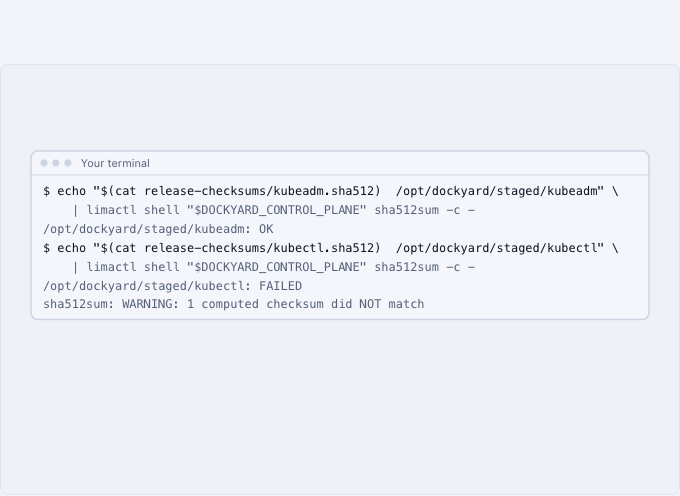 Your terminal
$ echo "$(cat release-checksums/kubeadm.sha512)  /opt/dockyard/staged/kubeadm" \
    | limactl shell "$DOCKYARD_CONTROL_PLANE" sha512sum -c -
/opt/dockyard/staged/kubeadm: OK
$ echo "$(cat release-checksums/kubectl.sha512)  /opt/dockyard/staged/kubectl" \
    | limactl shell "$DOCKYARD_CONTROL_PLANE" sha512sum -c -
/opt/dockyard/staged/kubectl: FAILED
sha512sum: WARNING: 1 computed checksum did NOT match